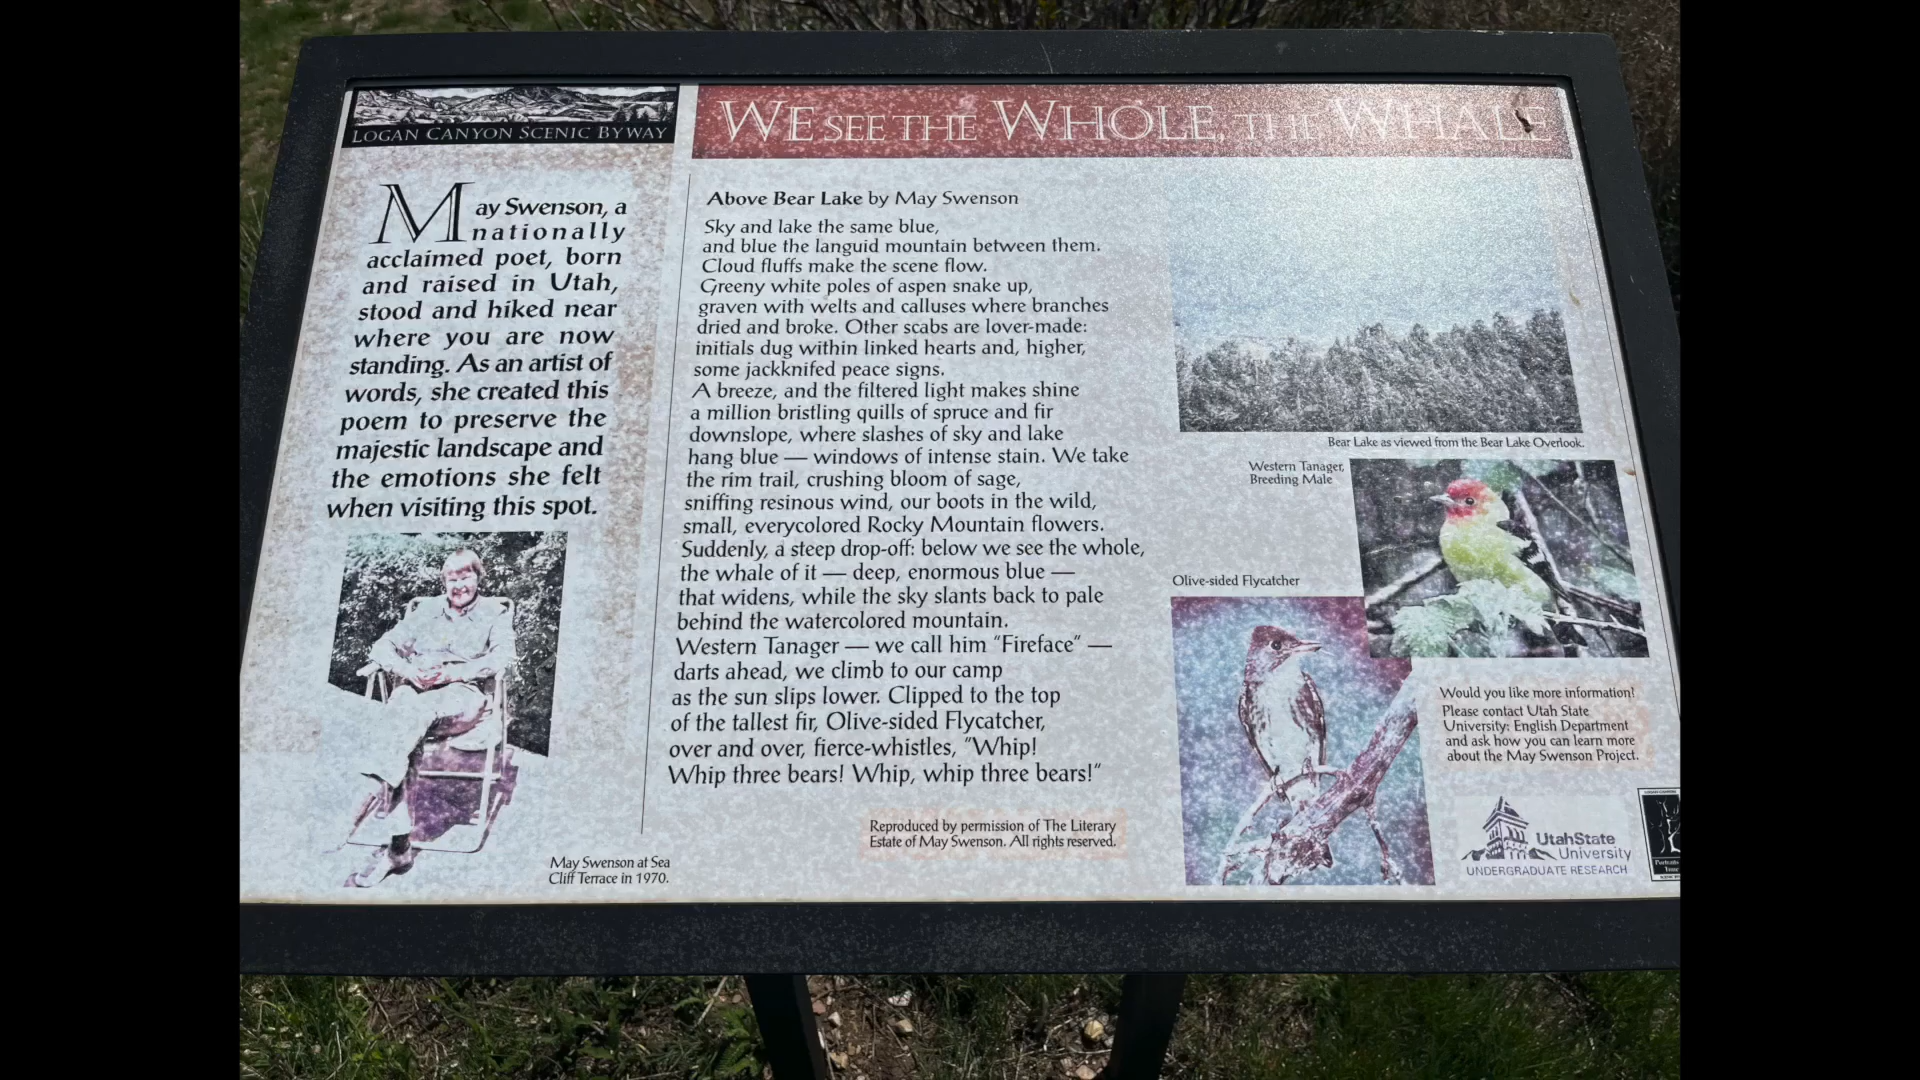 LOGAN CANYON SCENIC BYWAY
WE SEE THE WHOLE, THE WHALE
May Swenson, a
nationally
acclaimed poet, born
and raised in Utah,
stood and hiked near
where you are now
standing. As an artist of
words, she created this
poem to preserve the
majestic landscape and
the emotions she felt
when visiting this spot.
May Swenson at Sea
Cliff Terrace in 1970.
Above Bear Lake by May Swenson
Sky and lake the same blue,
and blue the languid mountain between them.
Cloud fluffs make the scene flow.
Greeny white poles of aspen snake up,
graven with welts and calluses where branches
dried and broke. Other scabs are lover-made:
initials dug within linked hearts and, higher,
some jackknifed peace signs.
A breeze, and the filtered light makes shine
a million bristling quills of spruce and fir
downslope, where slashes of sky and lake
hang blue — windows of intense stain. We take
the rim trail, crushing bloom of sage,
sniffing resinous wind, our boots in the wild,
small, everycolored Rocky Mountain flowers.
Suddenly, a steep drop-off: below we see the whole,
the whale of it — deep, enormous blue —
that widens, while the sky slants back to pale
behind the watercolored mountain.
Western Tanager — we call him "Fireface" —
darts ahead, we climb to our camp
as the sun slips lower. Clipped to the top
of the tallest fir, Olive-sided Flycatcher,
over and over, fierce-whistles, "Whip!
Whip three bears! Whip, whip three bears!"
Reproduced by permission of The Literary
Estate of May Swenson. All rights reserved.
Bear Lake as viewed from the Bear Lake Overlook.
Western Tanager,
Breeding Male
Olive-sided Flycatcher
Would you like more information?
Please contact Utah State
University: English Department
and ask how you can learn more
about the May Swenson Project.
UtahState
University
UNDERGRADUATE RESEARCH